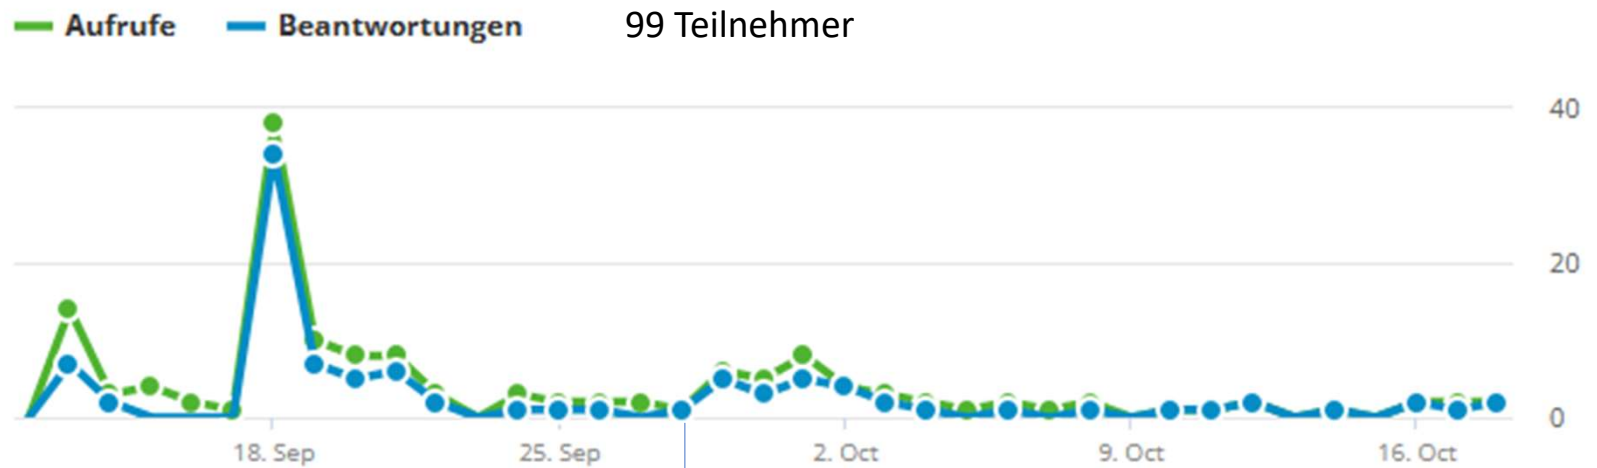 Aufrufe Beantwortungen 99 Teilnehmer
40
20
0
18. Sep 25. Sep 2. Oct 9. Oct 16. Oct